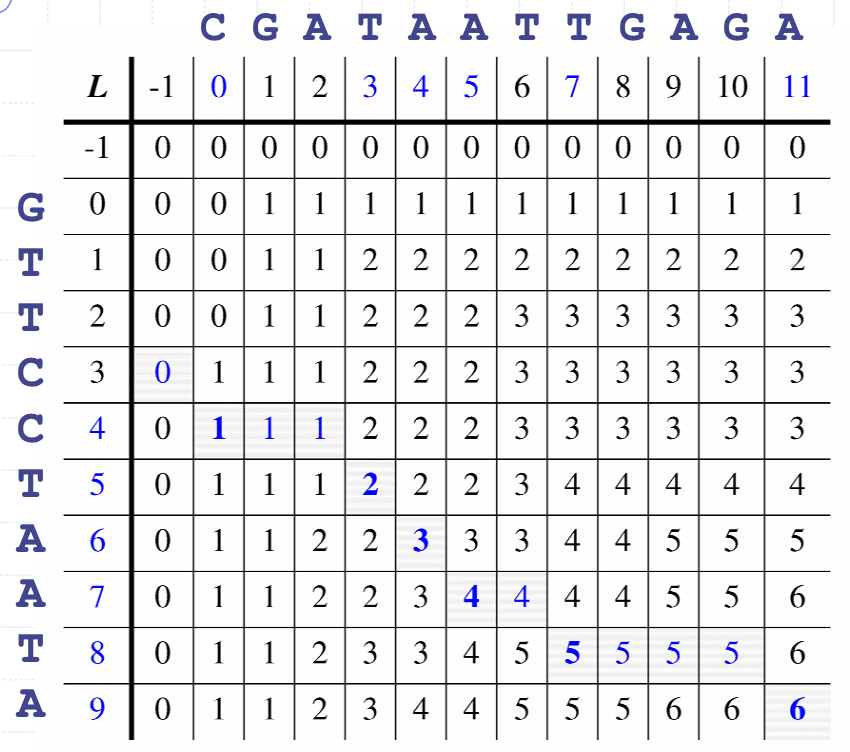 C G A T A A T T G A G A
L -1 0 1 2 3 4 5 6 7 8 9 10 11
-1 0 0 0 0 0 0 0 0 0 0 0 0 0
G 0 0 0 1 1 1 1 1 1 1 1 1 1 1
T 1 0 0 1 1 2 2 2 2 2 2 2 2 2
T 2 0 0 1 1 2 2 2 3 3 3 3 3 3
C 3 0 1 1 1 2 2 2 3 3 3 3 3 3
C 4 0 1 1 1 2 2 2 3 3 3 3 3 3
T 5 0 1 1 1 2 2 2 3 4 4 4 4 4
A 6 0 1 1 2 2 3 3 3 4 4 5 5 5
A 7 0 1 1 2 2 3 4 4 4 4 5 5 6
T 8 0 1 1 2 3 3 4 5 5 5 5 5 6
A 9 0 1 1 2 3 4 4 5 5 5 6 6 6